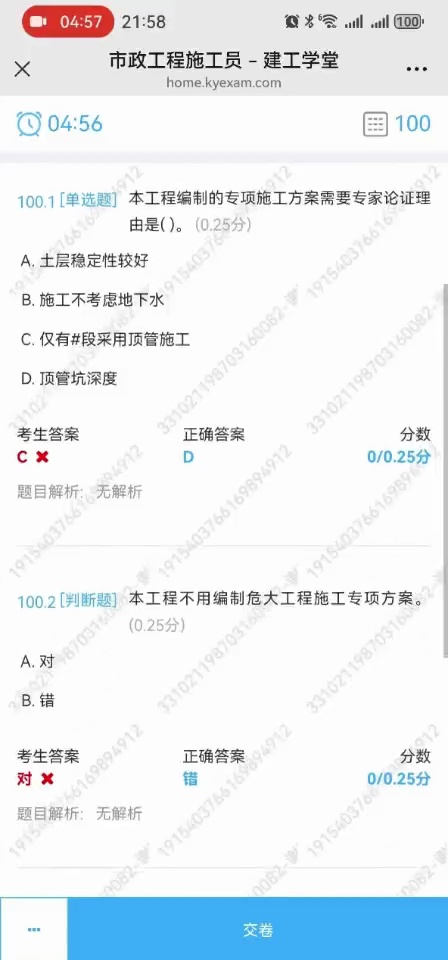 04:57 21:58 6 100
市政工程施工员 – 建工学堂
home.kyexam.com
04:56 100
100.1 [单选题] 本工程编制的专项施工方案需要专家论证理
由是( )。 (0.25分)
A. 土层稳定性较好
B. 施工不考虑地下水
C. 仅有#段采用顶管施工
D. 顶管坑深度
考生答案 正确答案 分数
C D 0/0.25分
题目解析: 无解析
100.2 [判断题] 本工程不用编制危大工程施工专项方案。
(0.25分)
A. 对
B. 错
考生答案 正确答案 分数
对 错 0/0.25分
题目解析: 无解析
交卷